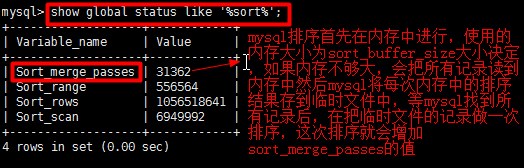 mysql> show global status like '%sort%';
+-------------------+------------+
| Variable_name | Value |
+-------------------+------------+
| Sort_merge_passes | 31362 |
| Sort_range | 556564 |
| Sort_rows | 1056518641 |
| Sort_scan | 6949992 |
+-------------------+------------+
4 rows in set (0.00 sec)
mysql排序首先在内存中进行，使用的
内存大小为sort_buffer_size大小决定
，如果内存不够大，会把所有记录读到
内存中然后mysql将每次内存中的排序
结果存到临时文件中，等mysql找到所
有记录后，在把临时文件的记录做一次
排序，这次排序就会增加
sort_merge_passes的值